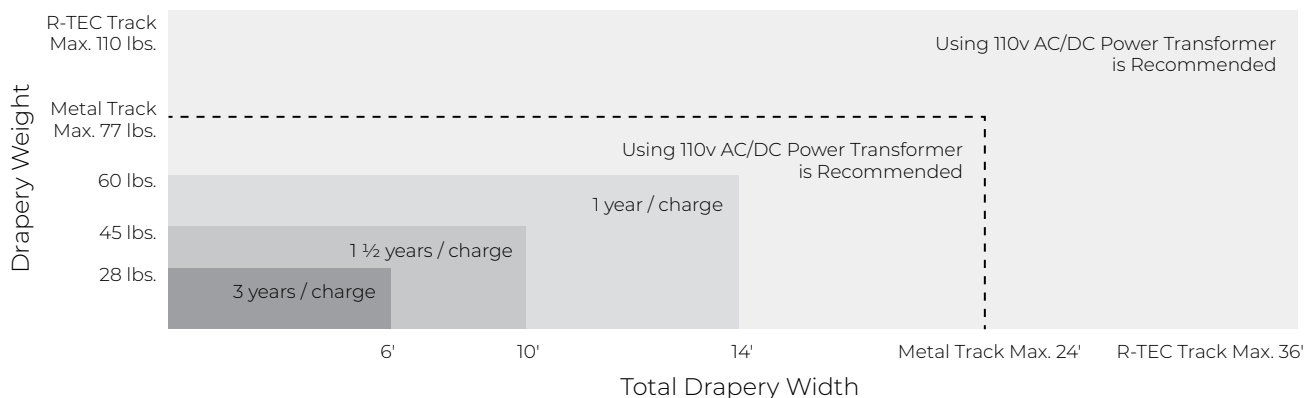 R-TEC Track
Max. 110 lbs.
Using 110v AC/DC Power Transformer
is Recommended
Drapery Weight
Metal Track
Max. 77 lbs.
Using 110v AC/DC Power Transformer
is Recommended
60 lbs.
1 year / charge
45 lbs.
1 ½ years / charge
28 lbs.
3 years / charge
6'
10'
14'
Metal Track Max. 24'
R-TEC Track Max. 36'
Total Drapery Width